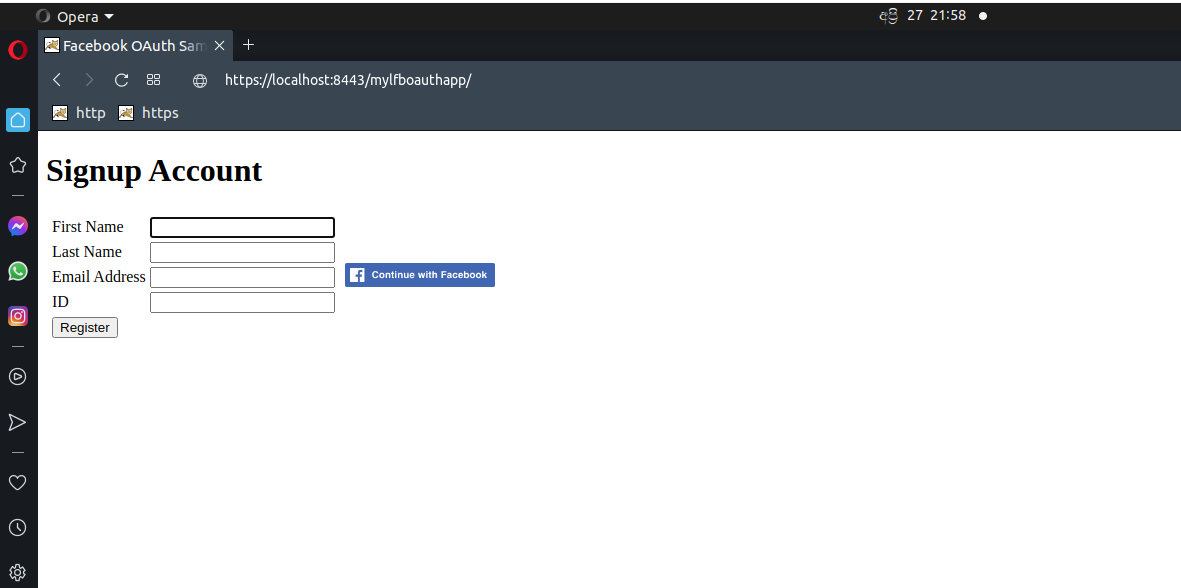 Opera
අප්‍රි 27 21:58
Facebook OAuth Sam
https://localhost:8443/mylfboauthapp/
http https
Signup Account
First Name
Last Name
Email Address
Continue with Facebook
ID
Register